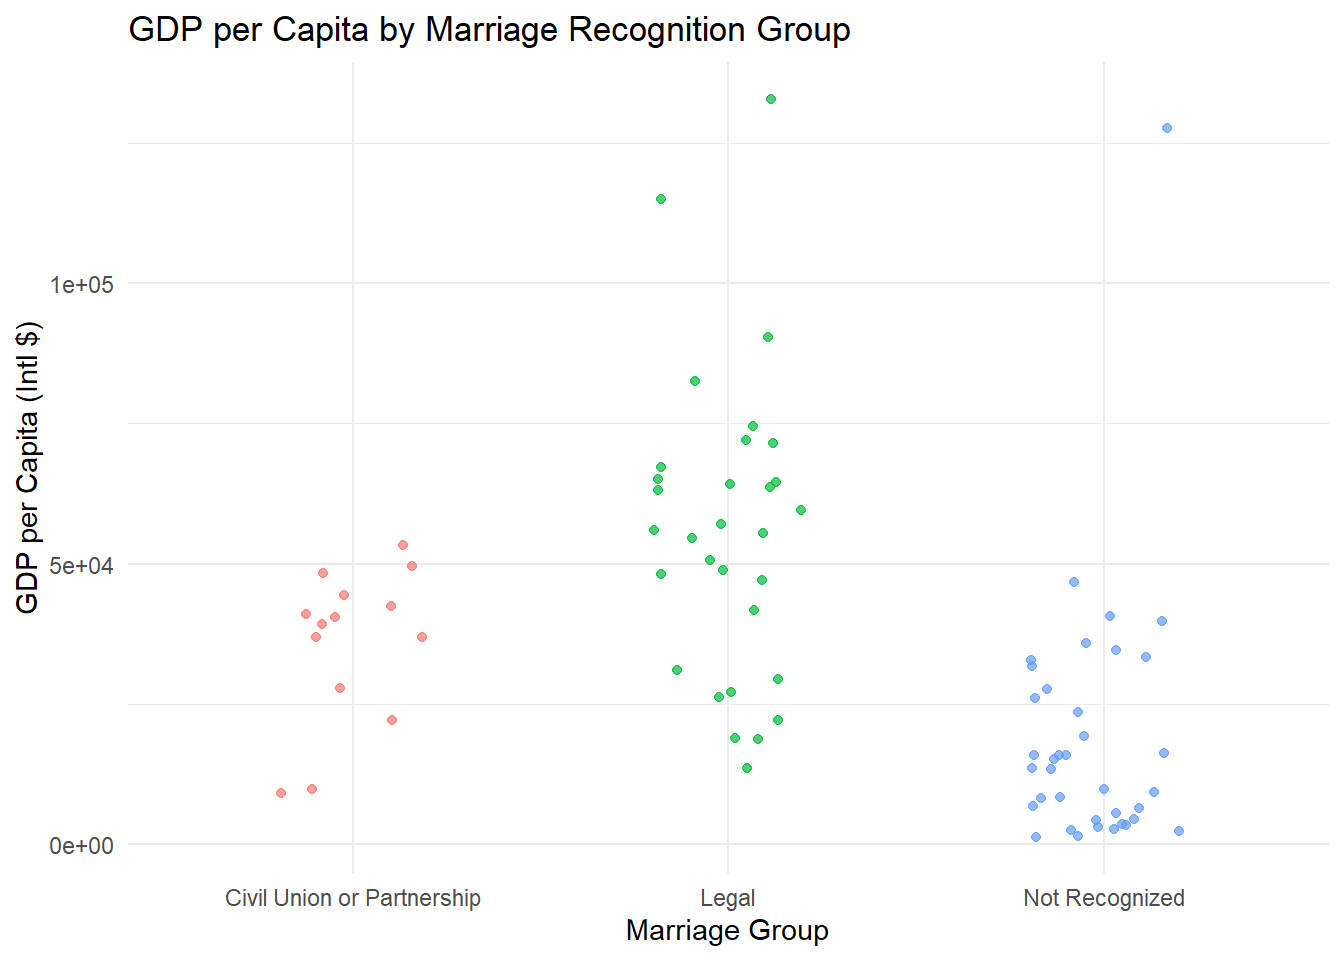 GDP per Capita by Marriage Recognition Group
GDP per Capita (Intl $)
1e+05
5e+04
0e+00
Civil Union or Partnership
Legal
Not Recognized
Marriage Group